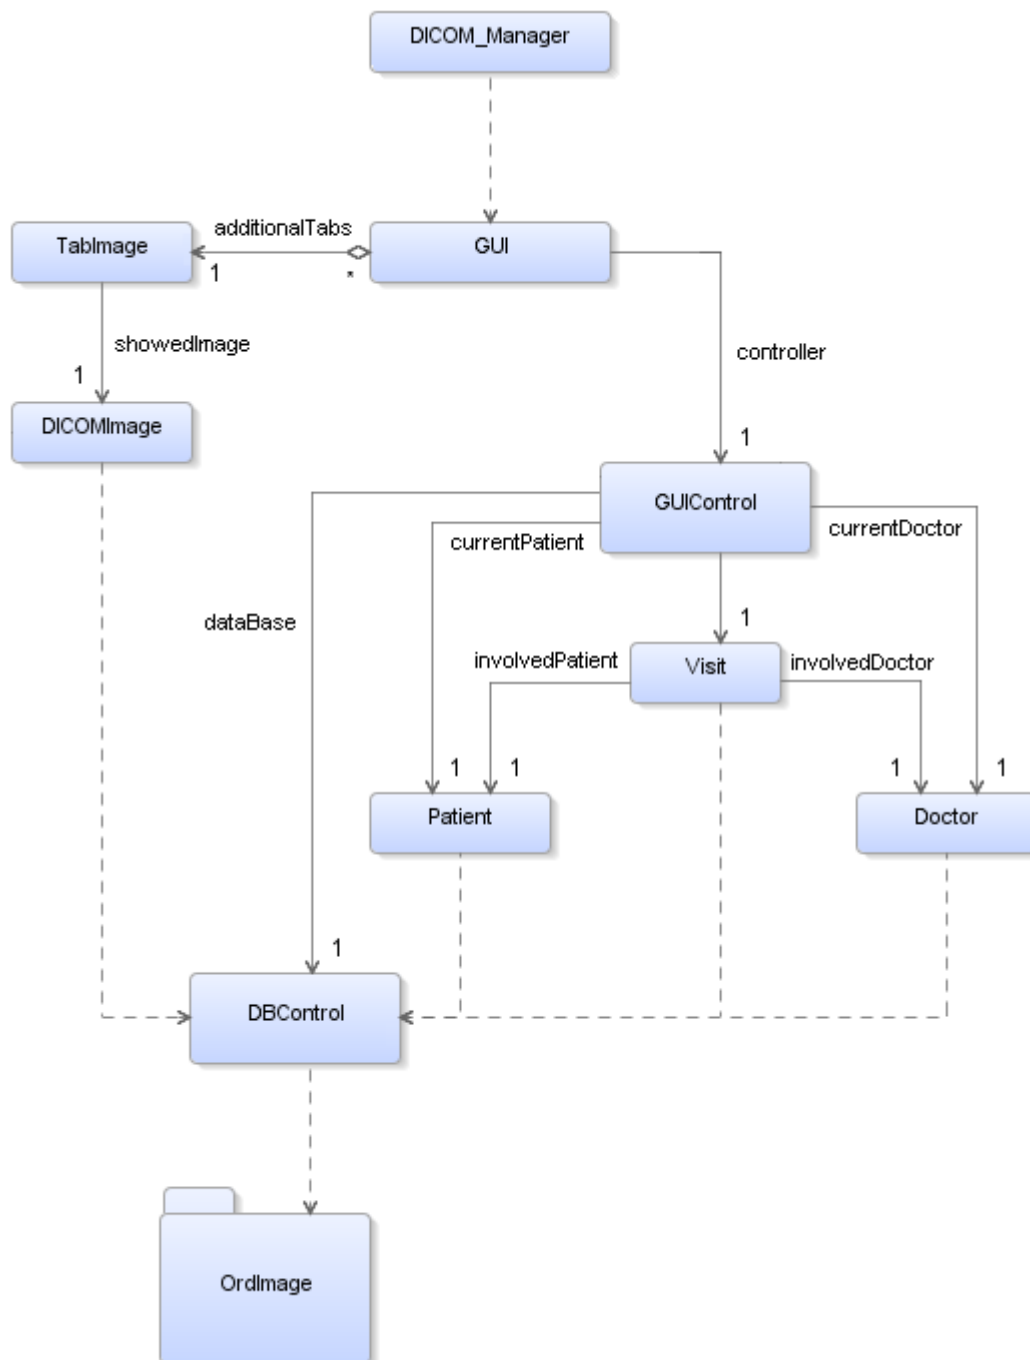 DICOM_Manager
additionalTabs
TabImage
GUI
1
*
showedImage
controller
1
DICOMImage
1
GUIControl
currentPatient
currentDoctor
dataBase
1
involvedPatient
Visit
involvedDoctor
1
1
1
1
Patient
Doctor
1
DBControl
OrdImage